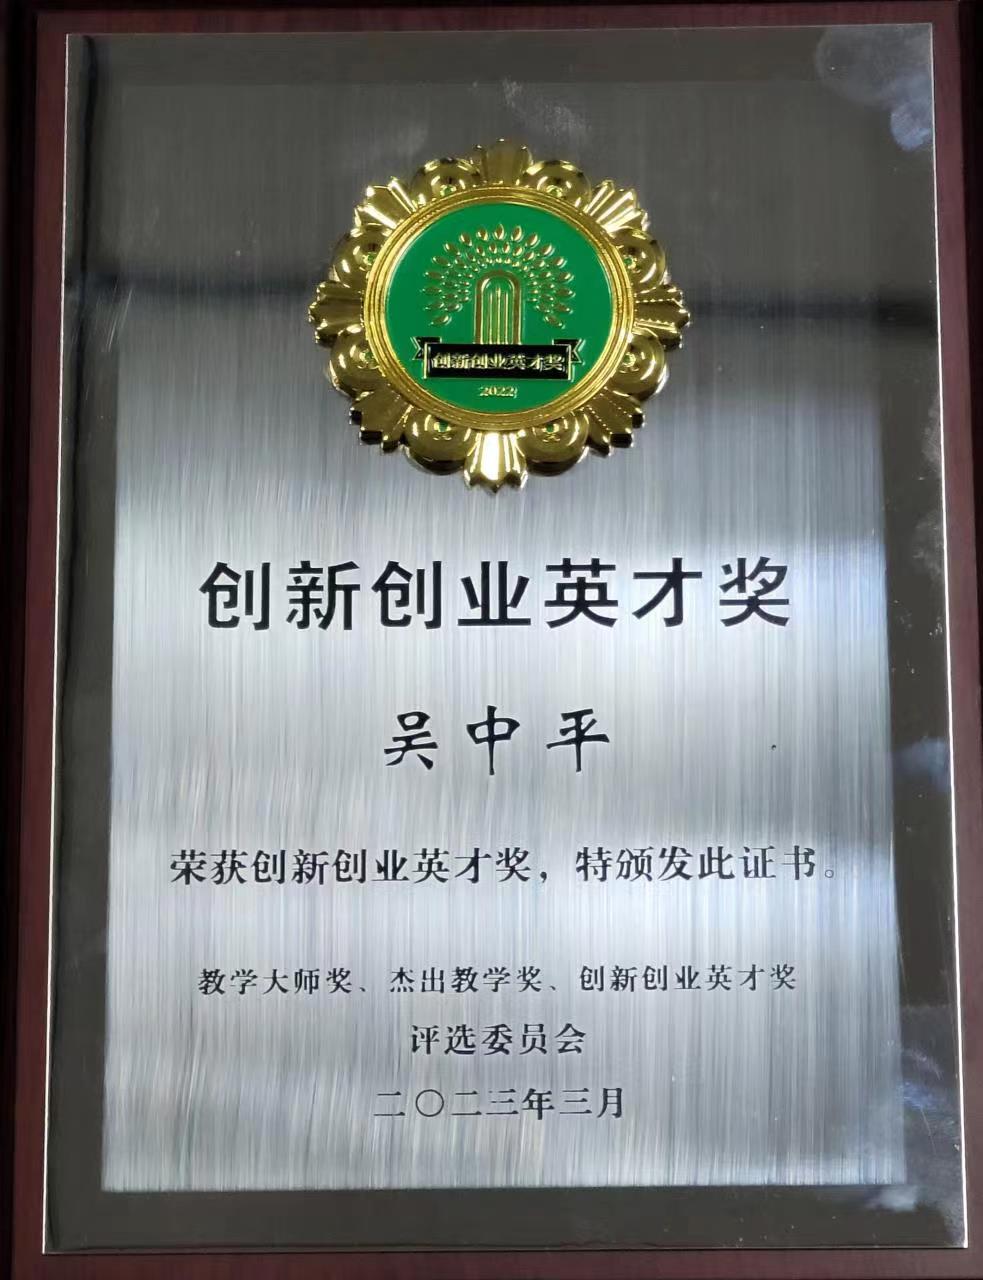 创新创业英才奖
2022
创新创业英才奖
吴中平
荣获创新创业英才奖，特颁发此证书。
教学大师奖、杰出教学奖、创新创业英才奖
评选委员会
二〇二三年三月